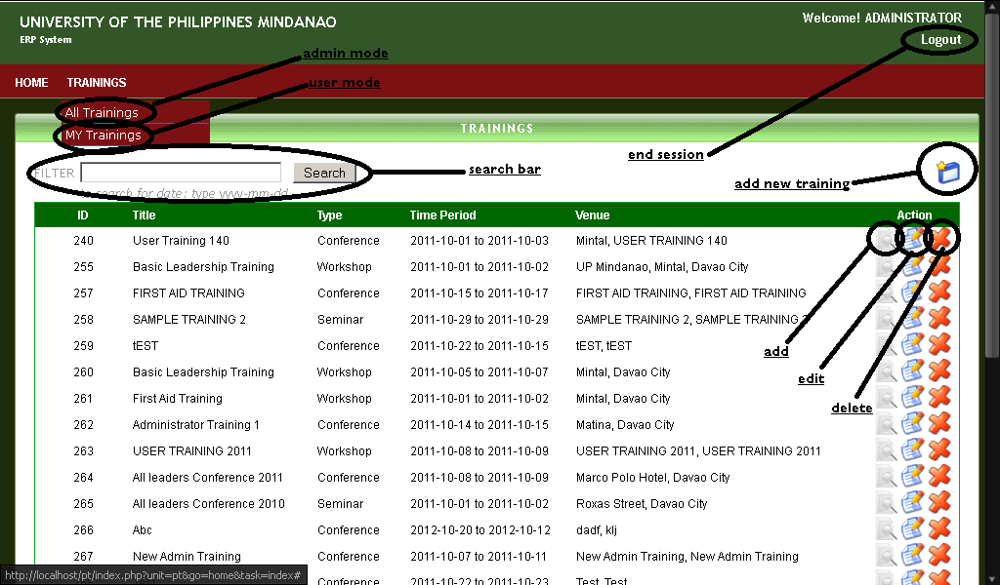 UNIVERSITY OF THE PHILIPPINES MINDANAO
Welcome! ADMINISTRATOR
ERP System
Logout
admin mode
HOME TRAININGS
user mode
All Trainings
MY Trainings
TRAININGS
end session
FILTER Search
search bar
add new training
search for date: type yyyy-mm-dd
ID Title Type Time Period Venue Action
240 User Training 140 Conference 2011-10-01 to 2011-10-03 Mintal, USER TRAINING 140
255 Basic Leadership Training Workshop 2011-10-01 to 2011-10-02 UP Mindanao, Mintal, Davao City
257 FIRST AID TRAINING Conference 2011-10-15 to 2011-10-17 FIRST AID TRAINING, FIRST AID TRAINING
258 SAMPLE TRAINING 2 Seminar 2011-10-29 to 2011-10-29 SAMPLE TRAINING 2, SAMPLE TRAINING 2
259 tEST Conference 2011-10-22 to 2011-10-15 tEST, tEST
add
260 Basic Leadership Training Workshop 2011-10-05 to 2011-10-07 Mintal, Davao City
edit
261 First Aid Training Workshop 2011-10-01 to 2011-10-02 Mintal, Davao City
delete
262 Administrator Training 1 Conference 2011-10-14 to 2011-10-15 Matina, Davao City
263 USER TRAINING 2011 Workshop 2011-10-08 to 2011-10-09 USER TRAINING 2011, USER TRAINING 2011
264 All leaders Conference 2011 Conference 2011-10-08 to 2011-10-09 Marco Polo Hotel, Davao City
265 All leaders Conference 2010 Seminar 2011-10-01 to 2011-10-02 Roxas Street, Davao City
266 Abc Conference 2012-10-20 to 2012-10-12 dadf, klj
267 New Admin Training Conference 2011-10-07 to 2011-10-11 New Admin Training, New Admin Training
Conference 2011-10-22 to 2011-10-23 Test, Test
http://localhost/pt/index.php?unit=pt&go=home&task=index#